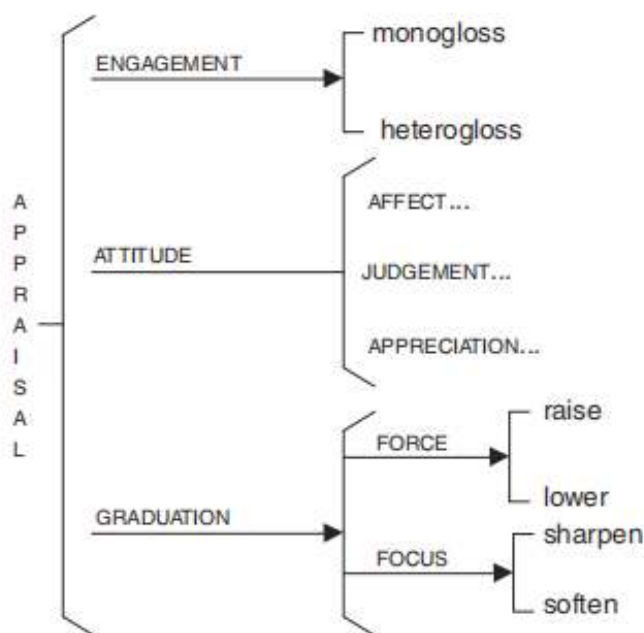 APPRAISAL
ENGAGEMENT
monogloss
heterogloss
ATTITUDE
AFFECT...
JUDGEMENT...
APPRECIATION...
GRADUATION
FORCE
raise
lower
FOCUS
sharpen
soften